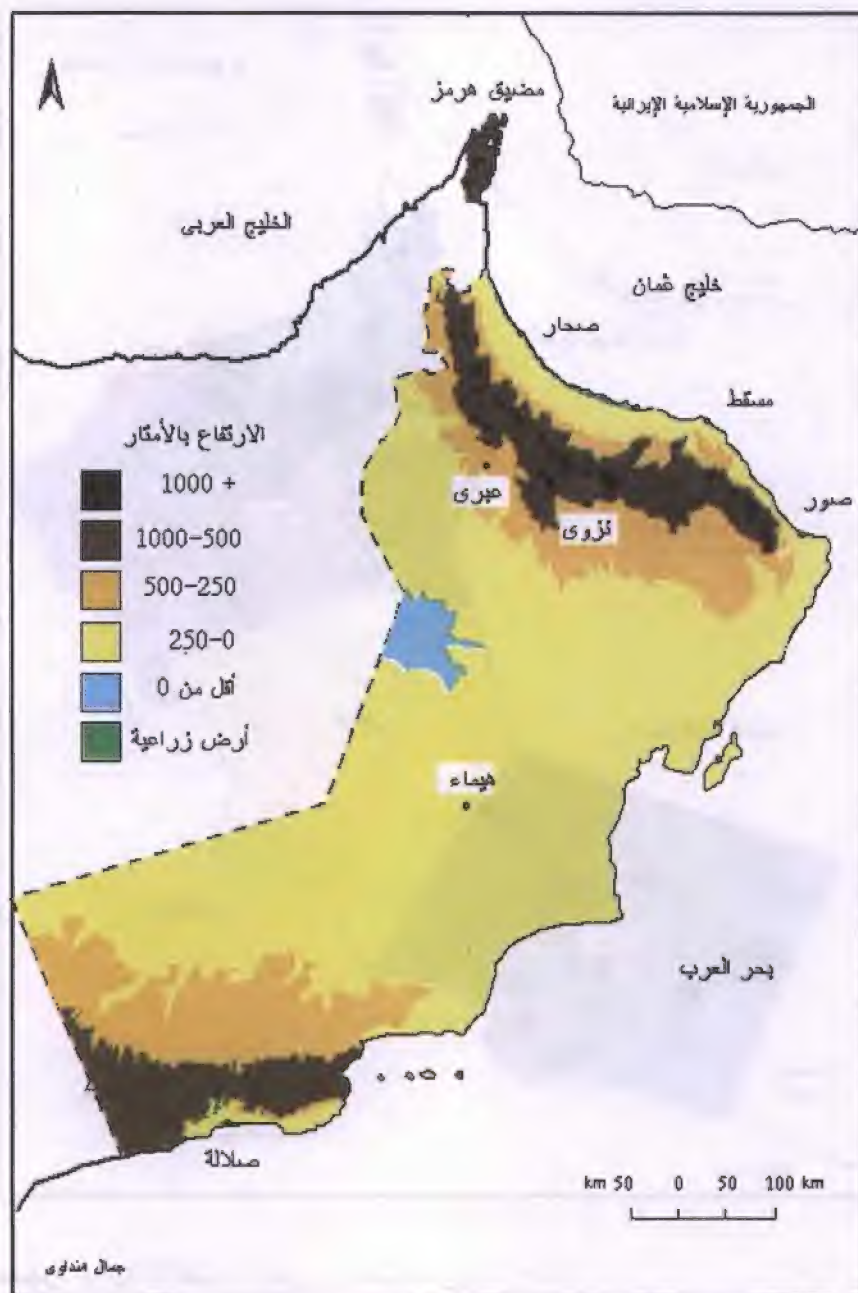 مضيق هرمز
الجمهورية الإسلامية الإيرانية
الخليج العربى
خليج عُمان
صحار
مسقط
صور
عبرى
نزوى
الارتفاع بالأمتار
1000 +
1000-500
500-250
250-0
أقل من 0
أرض زراعية
هيماء
بحر العرب
صلالة
km 50 0 50 100 km
جمال هنداوى